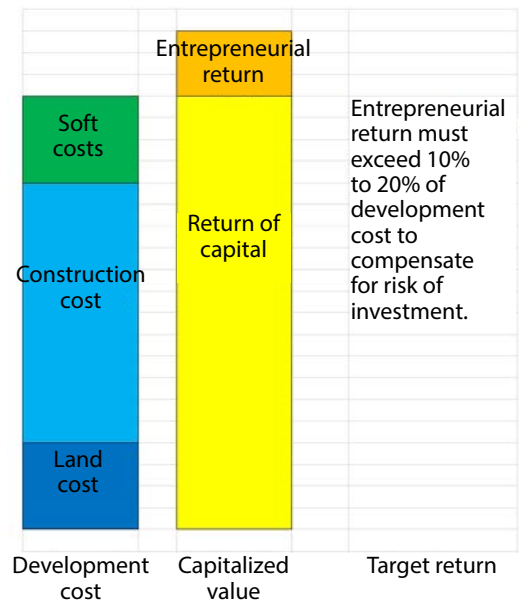 Entrepreneurial
return
Soft
costs
Entrepreneurial
return must
exceed 10%
to 20% of
development
cost to
compensate
for risk of
investment.
Return of
capital
Construction
cost
Land
cost
Development
cost
Capitalized
value
Target return